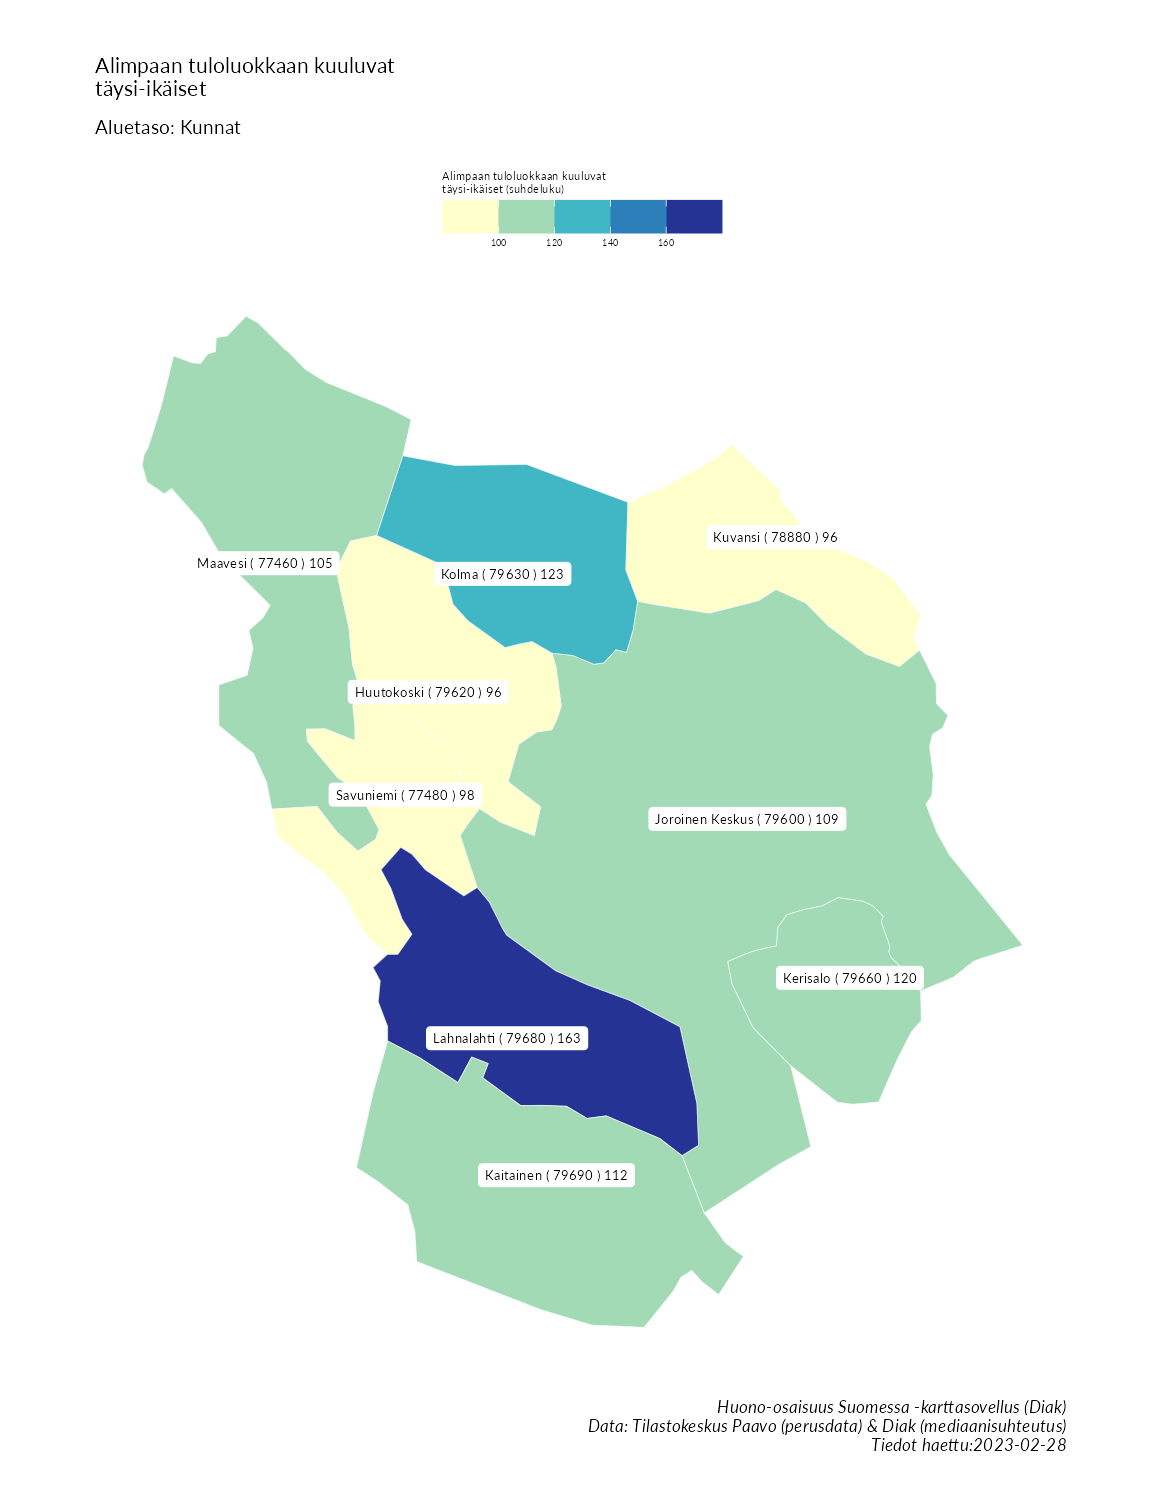 Alimpaan tuloluokkaan kuuluvat
täysi-ikäiset
Aluetaso: Kunnat
Alimpaan tuloluokkaan kuuluvat
täysi-ikäiset (suhdeluku)
100 120 140 160
Kuvansi ( 78880 ) 96
Maavesi ( 77460 ) 105
Kolma ( 79630 ) 123
Huutokoski ( 79620 ) 96
Savuniemi ( 77480 ) 98
Joroinen Keskus ( 79600 ) 109
Kerisalo ( 79660 ) 120
Lahnalahti ( 79680 ) 163
Kaitainen ( 79690 ) 112
Huono-osaisuus Suomessa -karttasovellus (Diak)
Data: Tilastokeskus Paavo (perusdata) & Diak (mediaanisuhteutus)
Tiedot haettu:2023-02-28